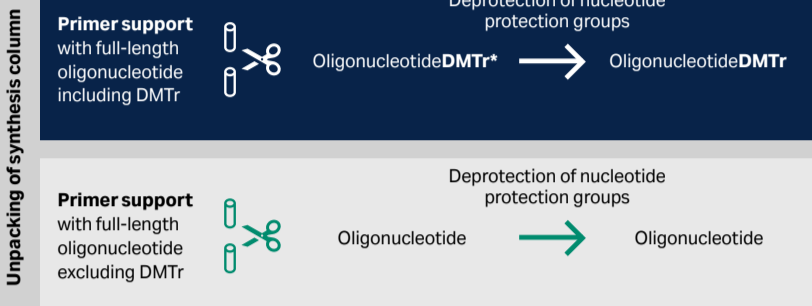 Unpacking of synthesis column
Deprotection of nucleotide
protection groups
Primer support
with full-length
oligonucleotide
including DMTr
OligonucleotideDMTr*
OligonucleotideDMTr
Deprotection of nucleotide
protection groups
Primer support
with full-length
oligonucleotide
excluding DMTr
Oligonucleotide
Oligonucleotide